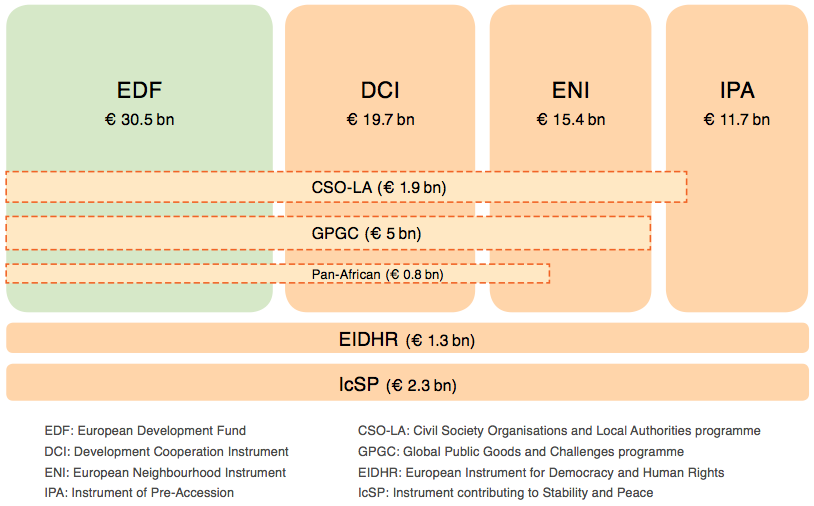 EDF
€ 30.5 bn
DCI
€ 19.7 bn
ENI
€ 15.4 bn
IPA
€ 11.7 bn
CSO-LA (€ 1.9 bn)
GPGC (€ 5 bn)
Pan-African (€ 0.8 bn)
EIDHR (€ 1.3 bn)
IcSP (€ 2.3 bn)
EDF: European Development Fund
DCI: Development Cooperation Instrument
ENI: European Neighbourhood Instrument
IPA: Instrument of Pre-Accession
CSO-LA: Civil Society Organisations and Local Authorities programme
GPGC: Global Public Goods and Challenges programme
EIDHR: European Instrument for Democracy and Human Rights
IcSP: Instrument contributing to Stability and Peace